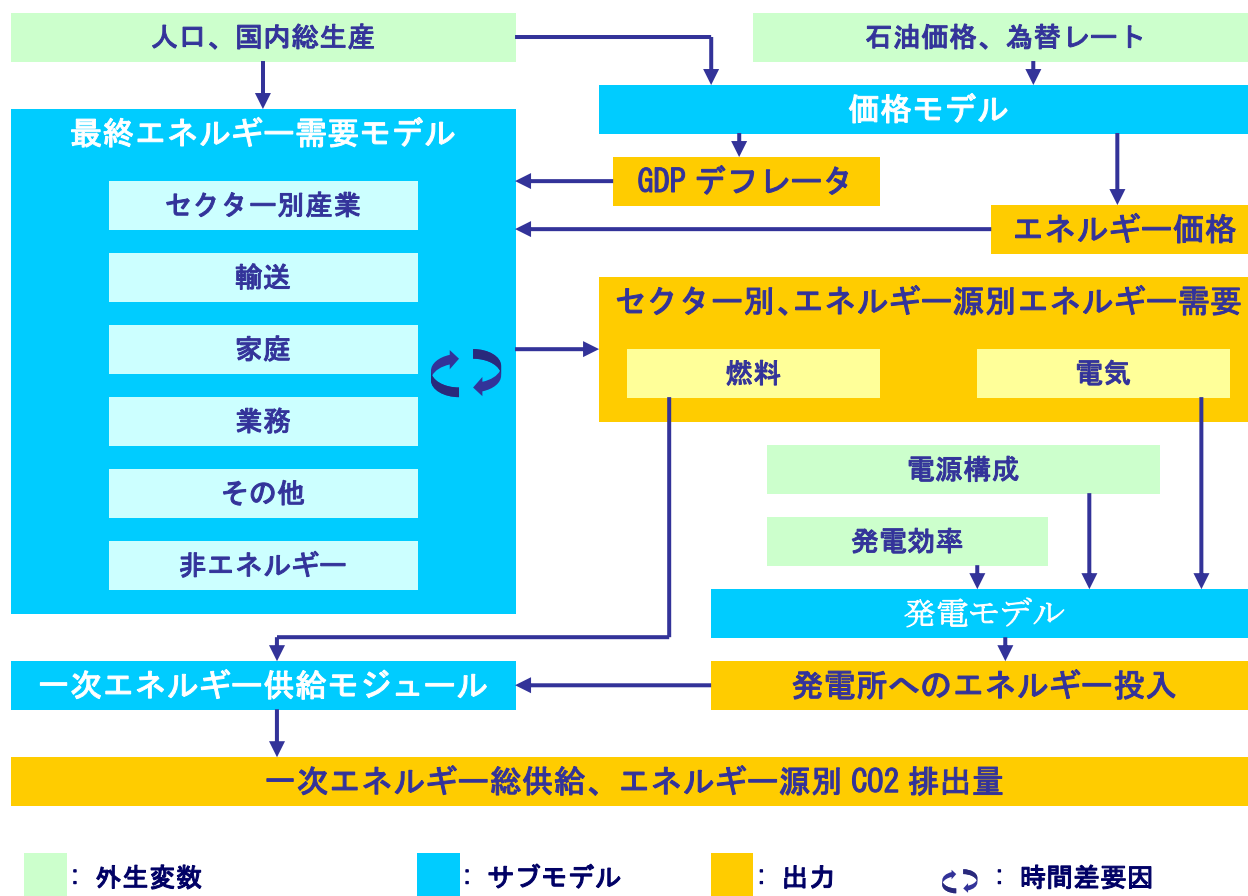 人口、国内総生産
石油価格、為替レート
最終エネルギー需要モデル
価格モデル
GDP デフレータ
セクター別産業
エネルギー価格
輸送
セクター別、エネルギー源別エネルギー需要
家庭
燃料
電気
業務
電源構成
その他
発電効率
非エネルギー
発電モデル
一次エネルギー供給モジュール
発電所へのエネルギー投入
一次エネルギー総供給、エネルギー源別 CO2 排出量
: 外生変数
: サブモデル
: 出力
: 時間差要因